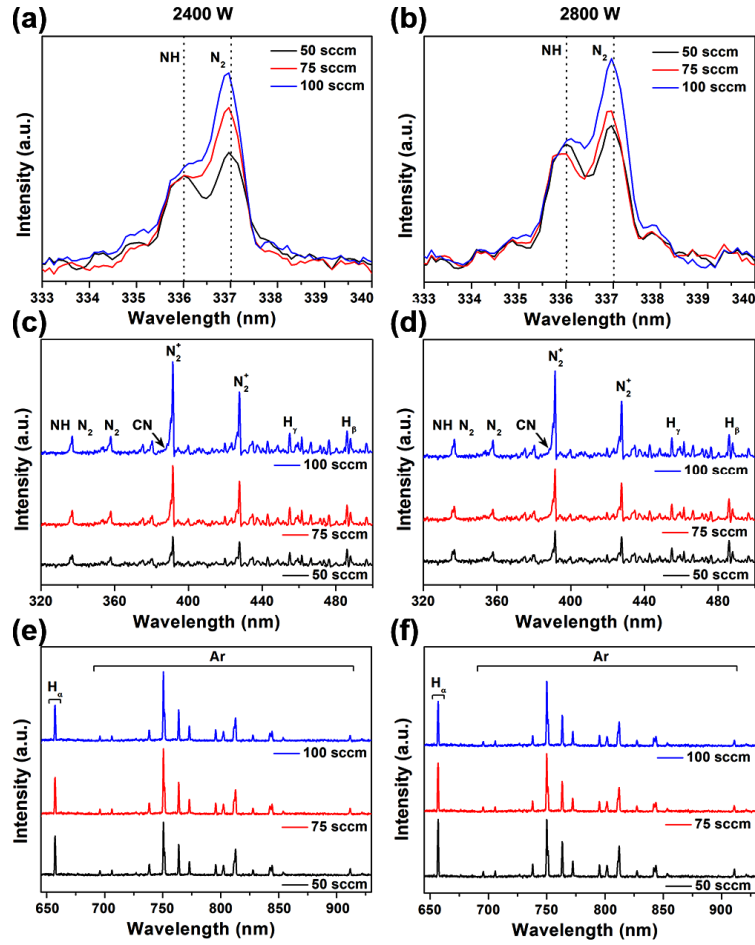 2400 W
2800 W
(a)
50 sccm
75 sccm
100 sccm
NH
N2
Intensity (a.u.)
333 334 335 336 337 338 339 340
Wavelength (nm)
(b)
50 sccm
75 sccm
100 sccm
NH
N2
Intensity (a.u.)
333 334 335 336 337 338 339 340
Wavelength (nm)
(c)
N2+
N2+
NH N2 N2 CN
Hγ
Hβ
100 sccm
75 sccm
50 sccm
Intensity (a.u.)
320 360 400 440 480
Wavelength (nm)
(d)
N2+
N2+
NH N2 N2 CN
Hγ
Hβ
100 sccm
75 sccm
50 sccm
Intensity (a.u.)
320 360 400 440 480
Wavelength (nm)
(e)
Ar
Hα
100 sccm
75 sccm
50 sccm
Intensity (a.u.)
650 700 750 800 850 900
Wavelength (nm)
(f)
Ar
Hα
100 sccm
75 sccm
50 sccm
Intensity (a.u.)
650 700 750 800 850 900
Wavelength (nm)